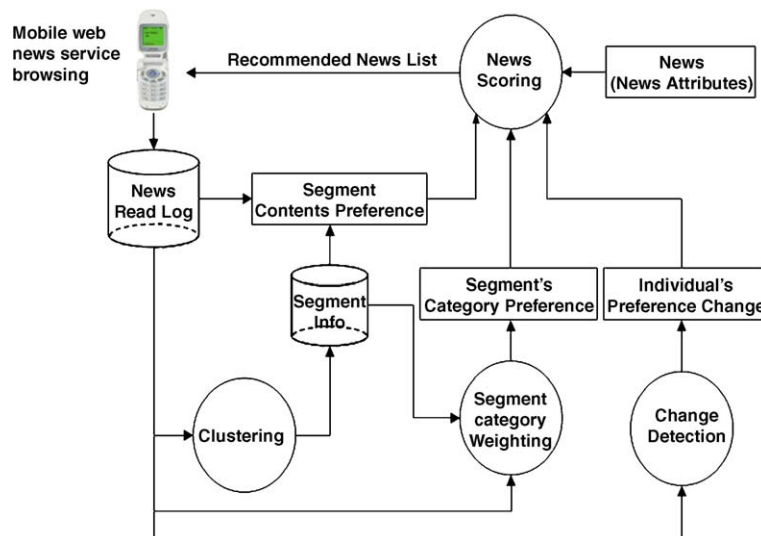 Mobile web
news service
browsing
Recommended News List
News
Scoring
News
(News Attributes)
News
Read Log
Segment
Contents Preference
Segment
Info
Segment's
Category Preference
Individual's
Preference Change
Clustering
Segment
category
Weighting
Change
Detection